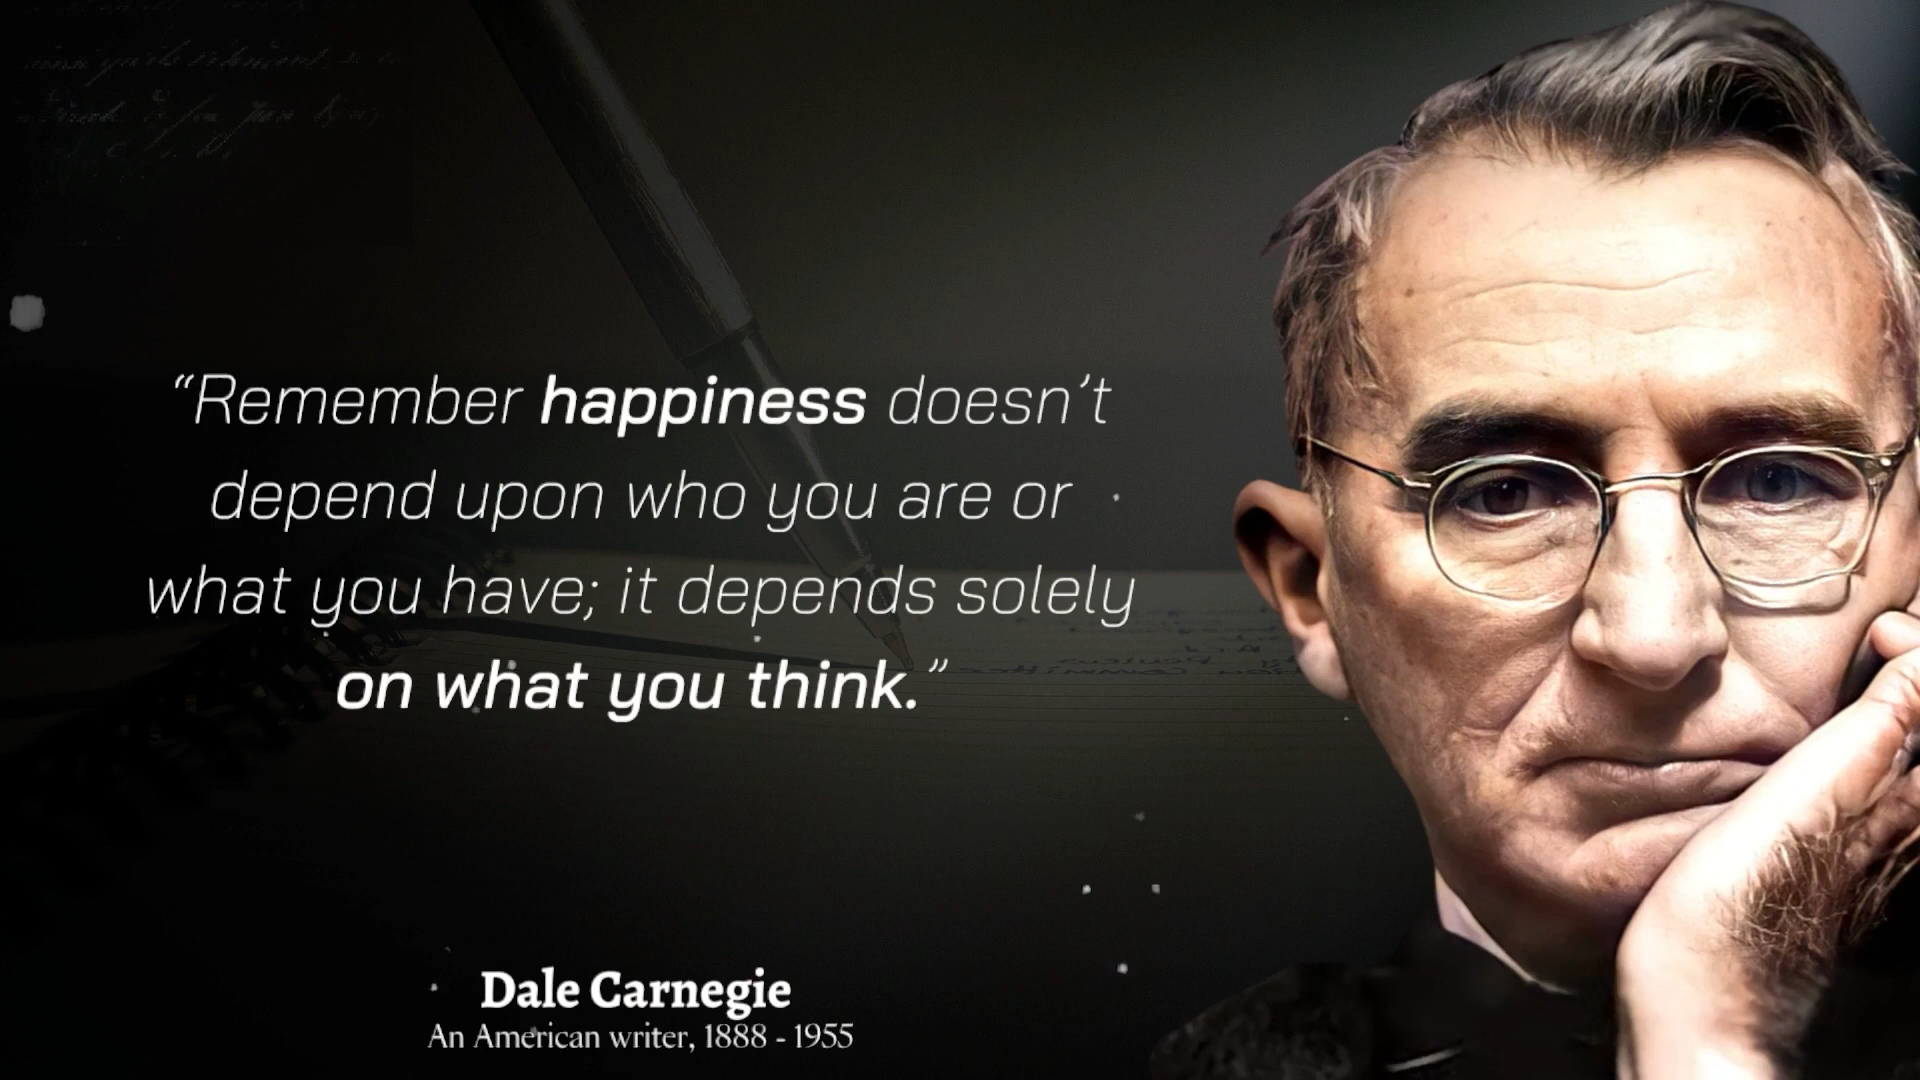 “Remember happiness doesn’t
depend upon who you are or
what you have; it depends solely
on what you think.”
Dale Carnegie
An American writer, 1888 - 1955